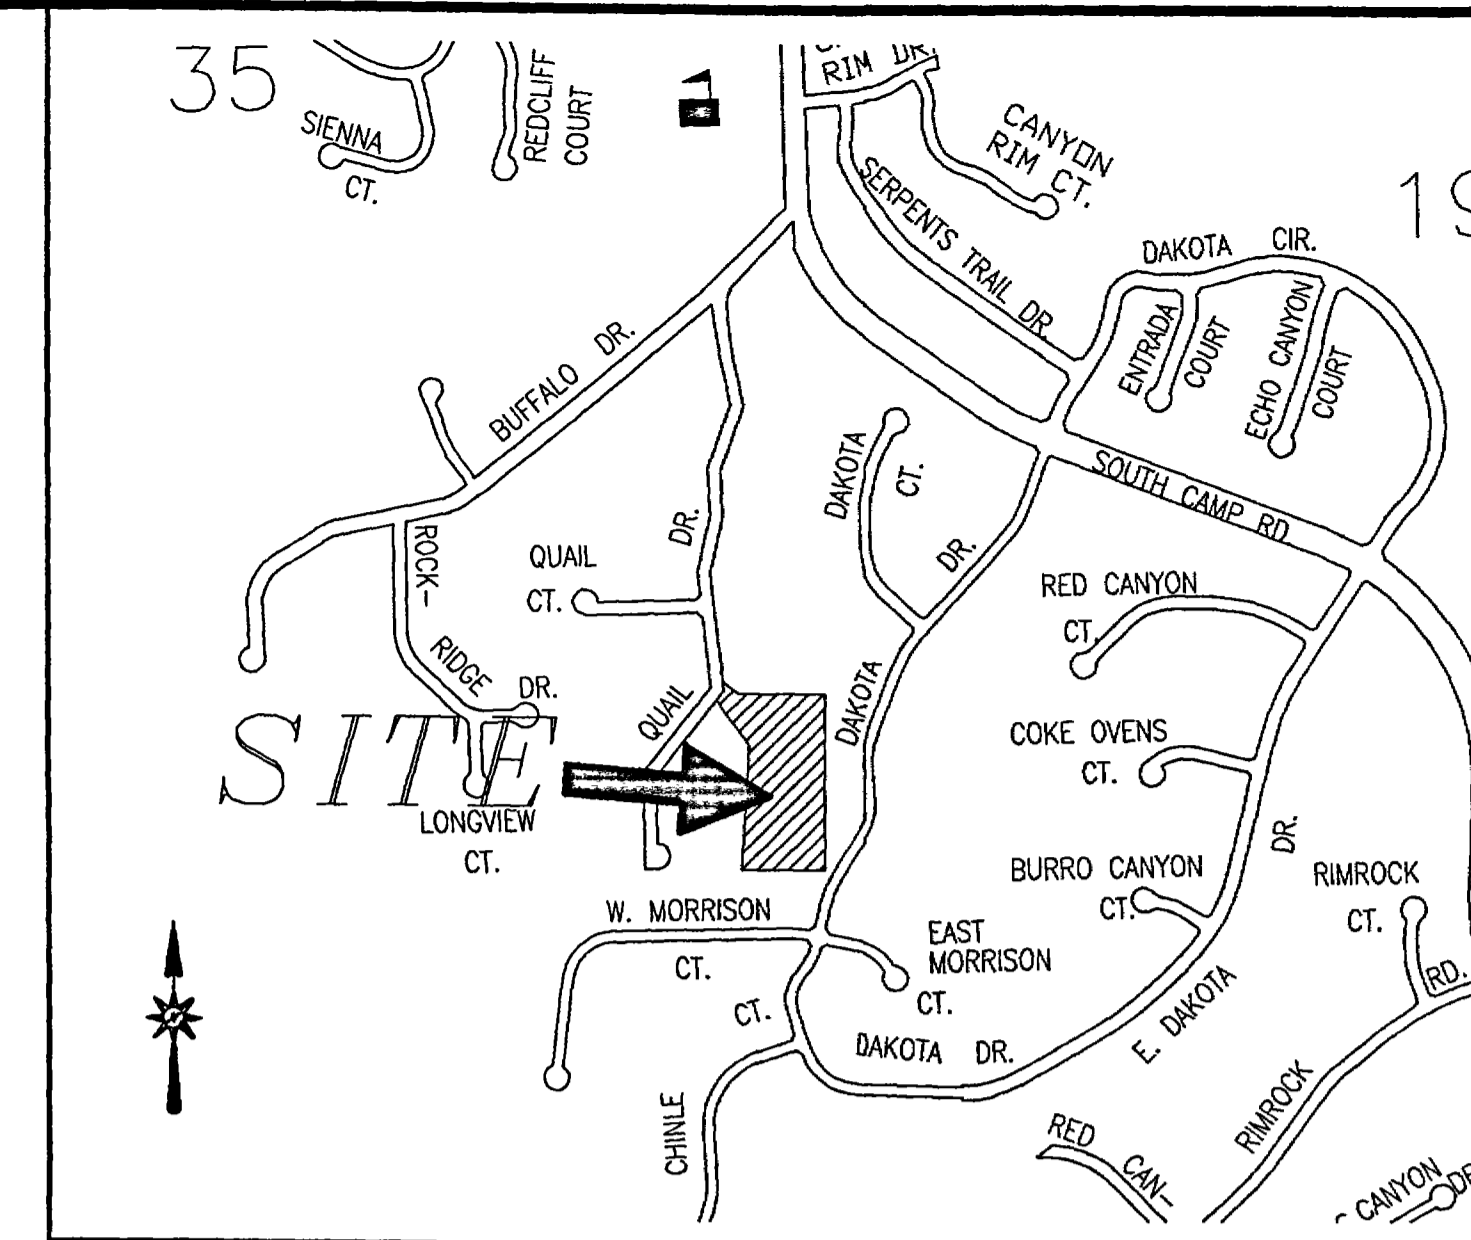 35
SIENNA
CT.
REDCLIFF
COURT
RIM DR.
CANYON
RIM CT.
SERPENTS TRAIL DR.
DAKOTA CIR.
ENTRADA
COURT
ECHO CANYON
COURT
BUFFALO DR.
DAKOTA
CT.
SOUTH CAMP RD.
ROCK-
RIDGE
DR.
QUAIL
CT.
QUAIL
DR.
DAKOTA
DR.
RED CANYON
CT.
SITE
LONGVIEW
CT.
COKE OVENS
CT.
BURRO CANYON
CT.
RIMROCK
CT.
W. MORRISON
CT.
EAST
MORRISON
CT.
CHINLE
CT.
DAKOTA DR.
E. DAKOTA
DR.
RIMROCK
RD.
RED
CAN-
CANYON